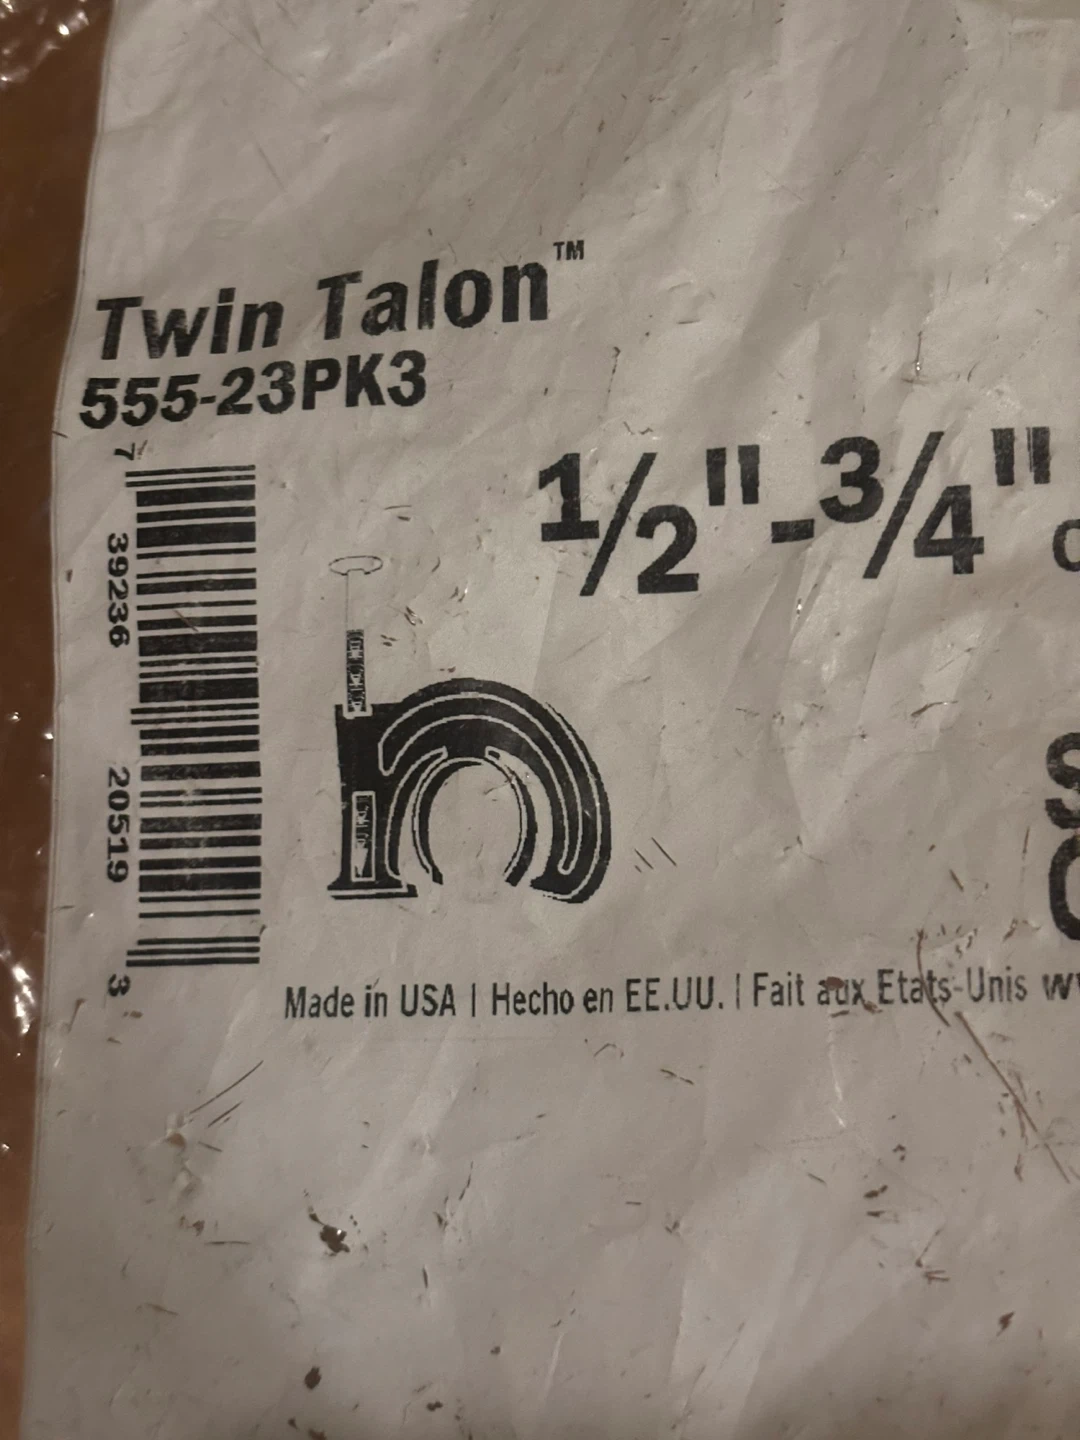 Twin Talon™
555-23PK3
1/2"-3/4"
7 39236 20519 3
Made in USA | Hecho en EE.UU. | Fait aux Etats-Unis